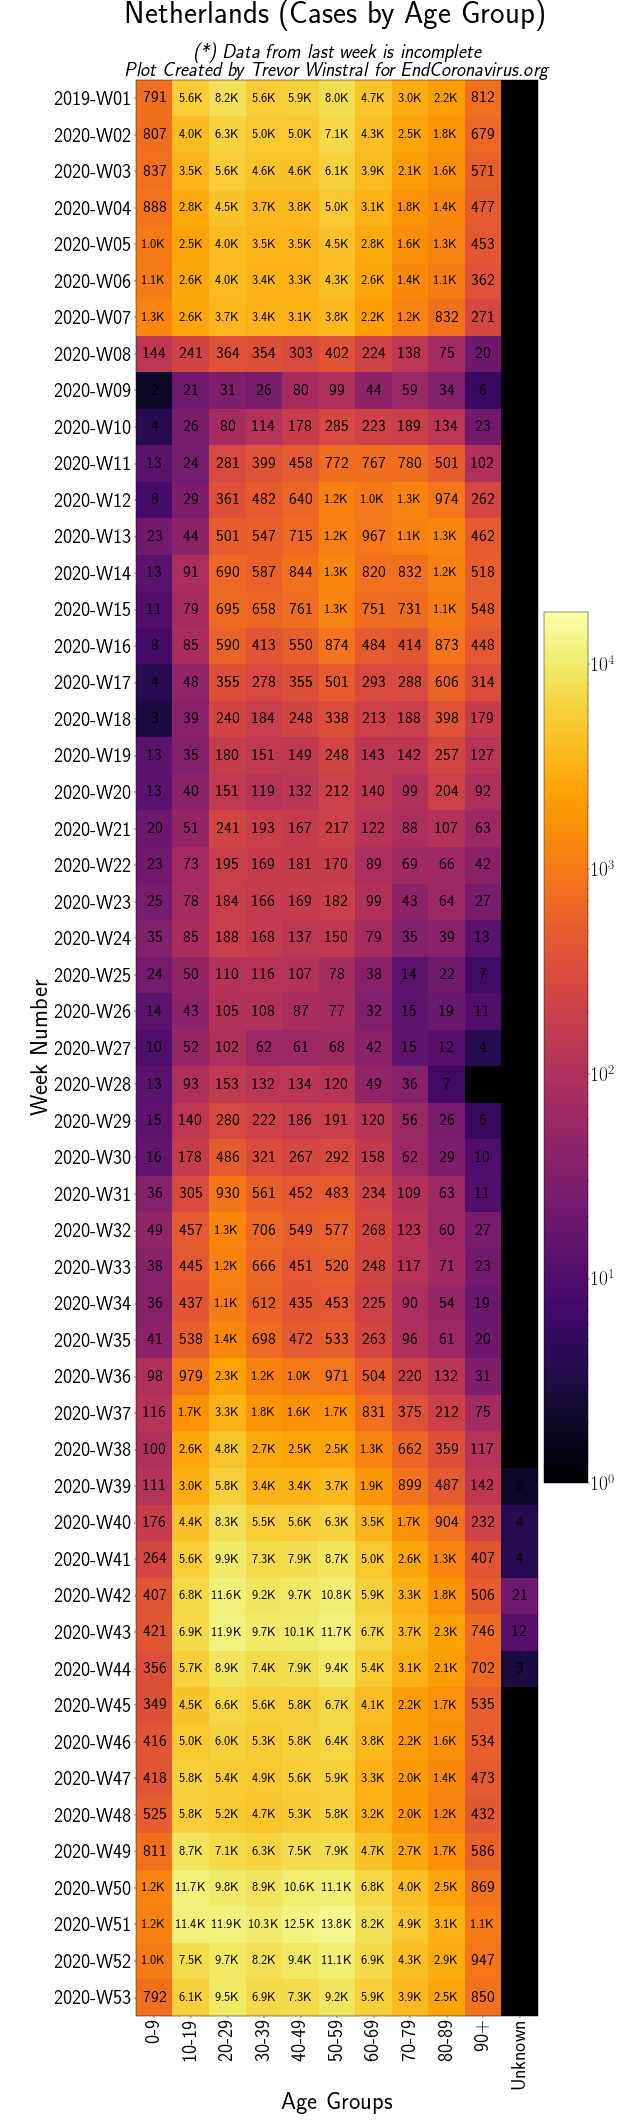 Netherlands (Cases by Age Group)
(*) Data from last week is incomplete
Plot Created by Trevor Winstral for EndCoronavirus.org
2019-W01 791 5.6K 8.2K 5.6K 5.9K 8.0K 4.7K 3.0K 2.2K 812
2020-W02 807 4.0K 6.3K 5.0K 5.0K 7.1K 4.3K 2.5K 1.8K 679
2020-W03 837 3.5K 5.6K 4.6K 4.6K 6.1K 3.9K 2.1K 1.6K 571
2020-W04 888 2.8K 4.5K 3.7K 3.8K 5.0K 3.1K 1.8K 1.4K 477
2020-W05 1.0K 2.5K 4.0K 3.5K 3.5K 4.5K 2.8K 1.6K 1.3K 453
2020-W06 1.1K 2.6K 4.0K 3.4K 3.3K 4.3K 2.6K 1.4K 1.1K 362
2020-W07 1.3K 2.6K 3.7K 3.4K 3.1K 3.8K 2.2K 1.2K 832 271
2020-W08 144 241 364 354 303 402 224 138 75 20
2020-W09 2 21 31 26 80 99 44 59 34 6
2020-W10 4 26 80 114 178 285 223 189 134 23
2020-W11 13 24 281 399 458 772 767 780 501 102
2020-W12 8 29 361 482 640 1.2K 1.0K 1.3K 974 262
2020-W13 23 44 501 547 715 1.2K 967 1.1K 1.3K 462
2020-W14 13 91 690 587 844 1.3K 820 832 1.2K 518
2020-W15 11 79 695 658 761 1.3K 751 731 1.1K 548
2020-W16 8 85 590 413 550 874 484 414 873 448
2020-W17 4 48 355 278 355 501 293 288 606 314
2020-W18 3 39 240 184 248 338 213 188 398 179
2020-W19 13 35 180 151 149 248 143 142 257 127
2020-W20 13 40 151 119 132 212 140 99 204 92
2020-W21 20 51 241 193 167 217 122 88 107 63
2020-W22 23 73 195 169 181 170 89 69 66 42
2020-W23 25 78 184 166 169 182 99 43 64 27
2020-W24 35 85 188 168 137 150 79 35 39 13
2020-W25 24 50 110 116 107 78 38 14 22 7
2020-W26 14 43 105 108 87 77 32 15 19 11
2020-W27 10 52 102 62 61 68 42 15 12 4
2020-W28 13 93 153 132 134 120 49 36 7
2020-W29 15 140 280 222 186 191 120 56 26 6
2020-W30 16 178 486 321 267 292 158 62 29 10
2020-W31 36 305 930 561 452 483 234 109 63 11
2020-W32 49 457 1.3K 706 549 577 268 123 60 27
2020-W33 38 445 1.2K 666 451 520 248 117 71 23
2020-W34 36 437 1.1K 612 435 453 225 90 54 19
2020-W35 41 538 1.4K 698 472 533 263 96 61 20
2020-W36 98 979 2.3K 1.2K 1.0K 971 504 220 132 31
2020-W37 116 1.7K 3.3K 1.8K 1.6K 1.7K 831 375 212 75
2020-W38 100 2.6K 4.8K 2.7K 2.5K 2.5K 1.3K 662 359 117
2020-W39 111 3.0K 5.8K 3.4K 3.4K 3.7K 1.9K 899 487 142 2
2020-W40 176 4.4K 8.3K 5.5K 5.6K 6.3K 3.5K 1.7K 904 232 4
2020-W41 264 5.6K 9.9K 7.3K 7.9K 8.7K 5.0K 2.6K 1.3K 407 4
2020-W42 407 6.8K 11.6K 9.2K 9.7K 10.8K 5.9K 3.3K 1.8K 506 21
2020-W43 421 6.9K 11.9K 9.7K 10.1K 11.7K 6.7K 3.7K 2.3K 746 12
2020-W44 356 5.7K 8.9K 7.4K 7.9K 9.4K 5.4K 3.1K 2.1K 702 3
2020-W45 349 4.5K 6.6K 5.6K 5.8K 6.7K 4.1K 2.2K 1.7K 535
2020-W46 416 5.0K 6.0K 5.3K 5.8K 6.4K 3.8K 2.2K 1.6K 534
2020-W47 418 5.8K 5.4K 4.9K 5.6K 5.9K 3.3K 2.0K 1.4K 473
2020-W48 525 5.8K 5.2K 4.7K 5.3K 5.8K 3.2K 2.0K 1.2K 432
2020-W49 811 8.7K 7.1K 6.3K 7.5K 7.9K 4.7K 2.7K 1.7K 586
2020-W50 1.2K 11.7K 9.8K 8.9K 10.6K 11.1K 6.8K 4.0K 2.5K 869
2020-W51 1.2K 11.4K 11.9K 10.3K 12.5K 13.8K 8.2K 4.9K 3.1K 1.1K
2020-W52 1.0K 7.5K 9.7K 8.2K 9.4K 11.1K 6.9K 4.3K 2.9K 947
2020-W53 792 6.1K 9.5K 6.9K 7.3K 9.2K 5.9K 3.9K 2.5K 850
0-9 10-19 20-29 30-39 40-49 50-59 60-69 70-79 80-89 90+ Unknown
Age Groups
Week Number
10⁴
10³
10²
10¹
10⁰